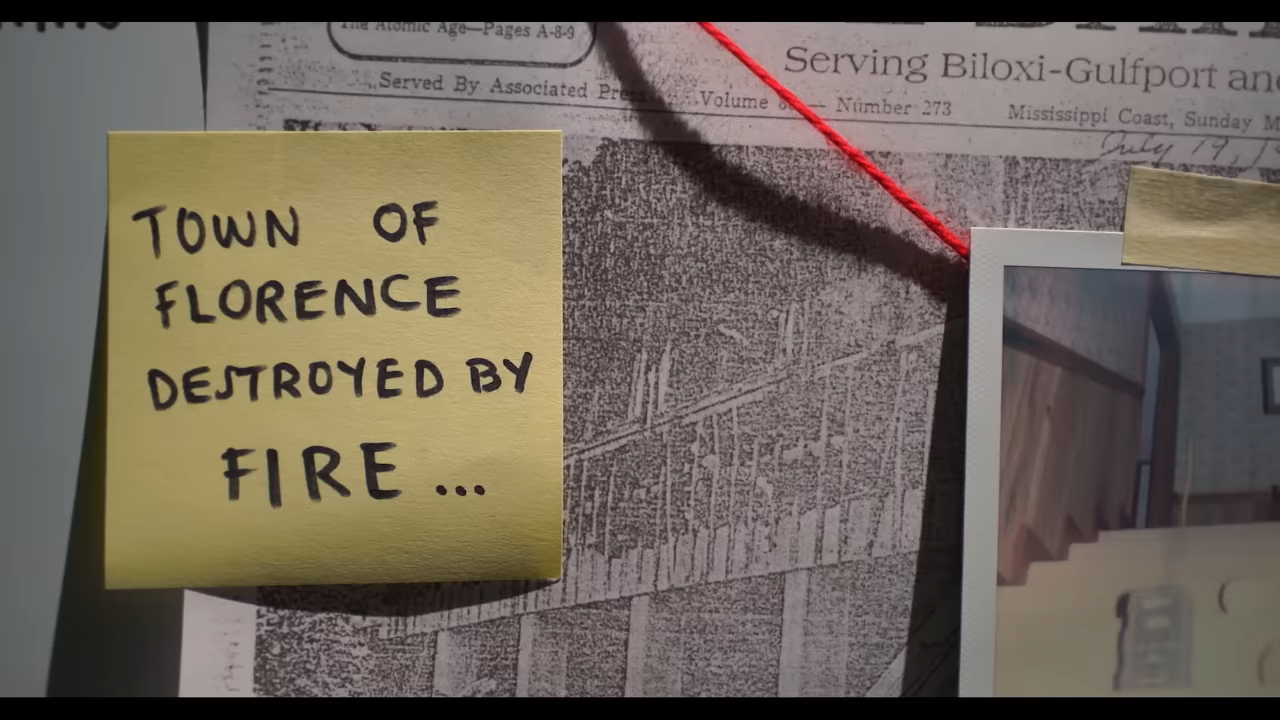 The Atomic Age—Pages A-8-9
Serving Biloxi-Gulfport and
Served By Associated
Volume — Number 273 Mississippi Coast, Sunday
July 19,
TOWN OF
FLORENCE
DESTROYED BY
FIRE...